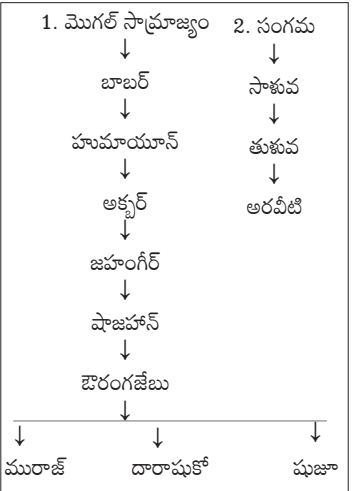 1. మొగల్ సామ్రాజ్యం 2. సంగమ
↓ ↓
బాబర్ సాళువ
↓ ↓
హుమాయూన్ తుళువ
↓ ↓
అక్బర్ అరవీటి
↓
జహంగీర్
↓
షాజహాన్
↓
ఔరంగజేబు
↓
↓ ↓ ↓
మురాజ్ దారాషుకో షుజూ